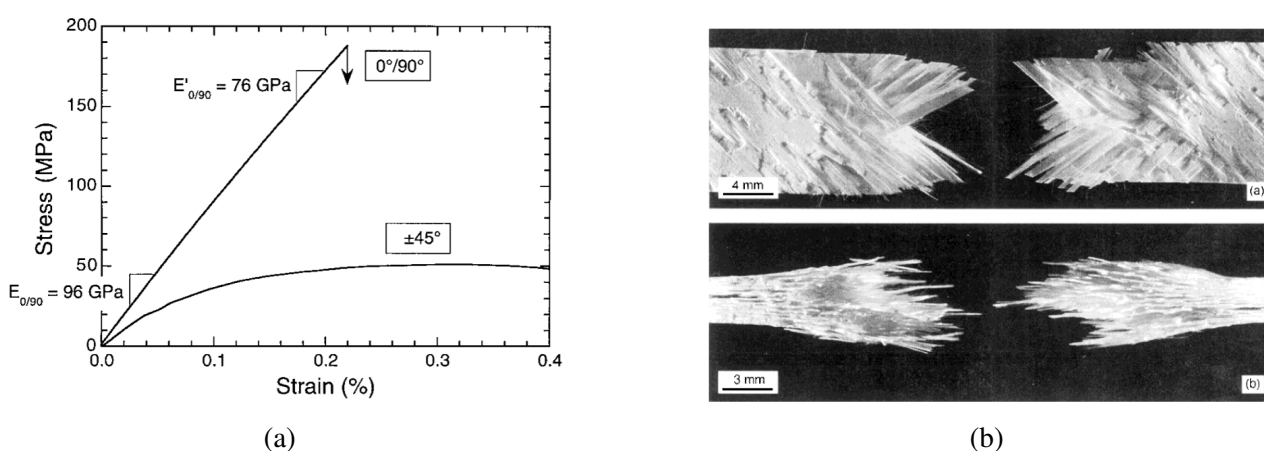 200
150
100
50
0
Stress (MPa)
E'0/90 = 76 GPa
0°/90°
±45°
E0/90 = 96 GPa
0.0 0.1 0.2 0.3 0.4
Strain (%)
(a)
4 mm
(a)
3 mm
(b)
(b)